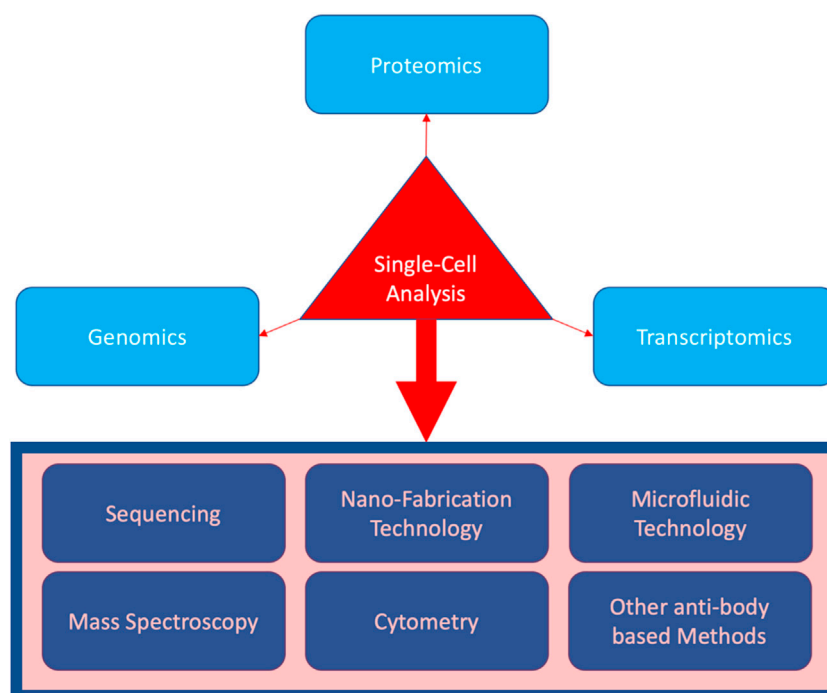 Proteomics
Single-Cell
Analysis
Genomics
Transcriptomics
Sequencing
Nano-Fabrication
Technology
Microfluidic
Technology
Mass Spectroscopy
Cytometry
Other anti-body
based Methods